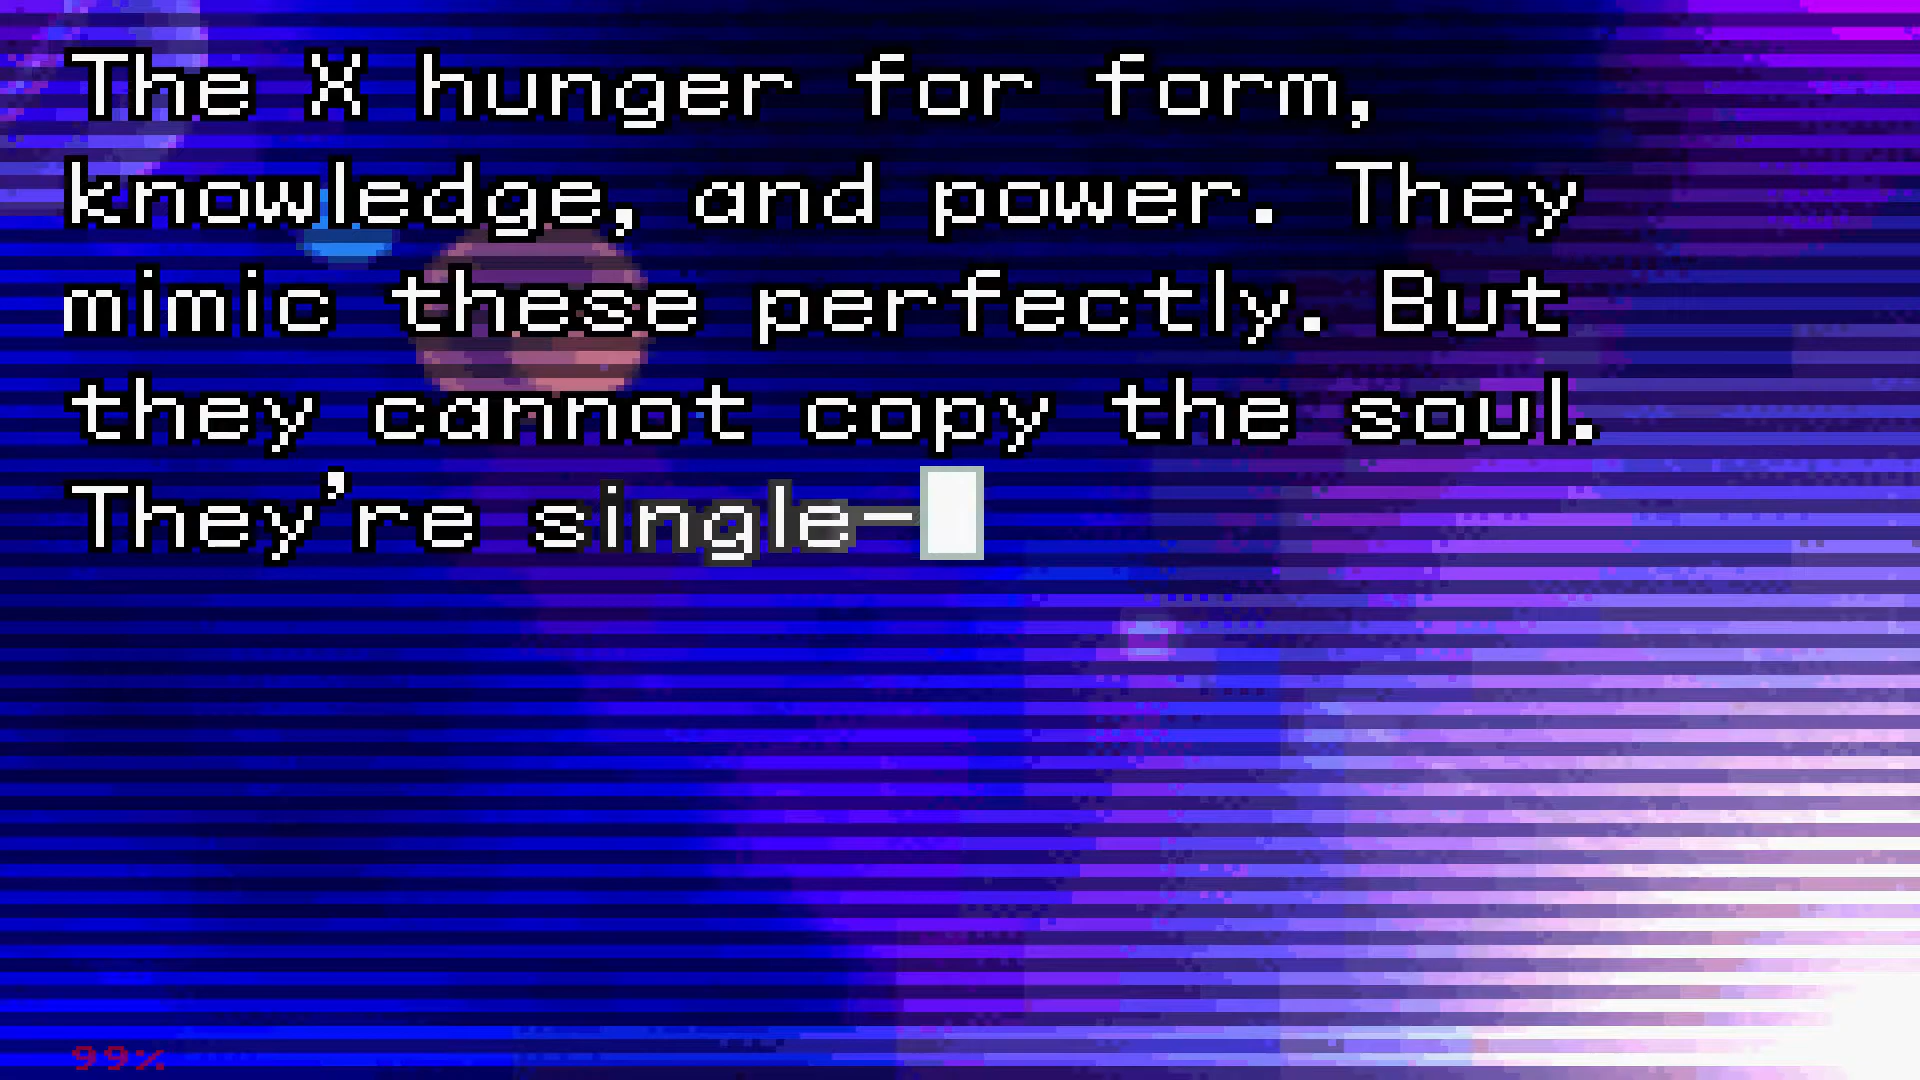 The X hunger for form,
knowledge, and power. They
mimic these perfectly. But
they cannot copy the soul.
They're single-
99%